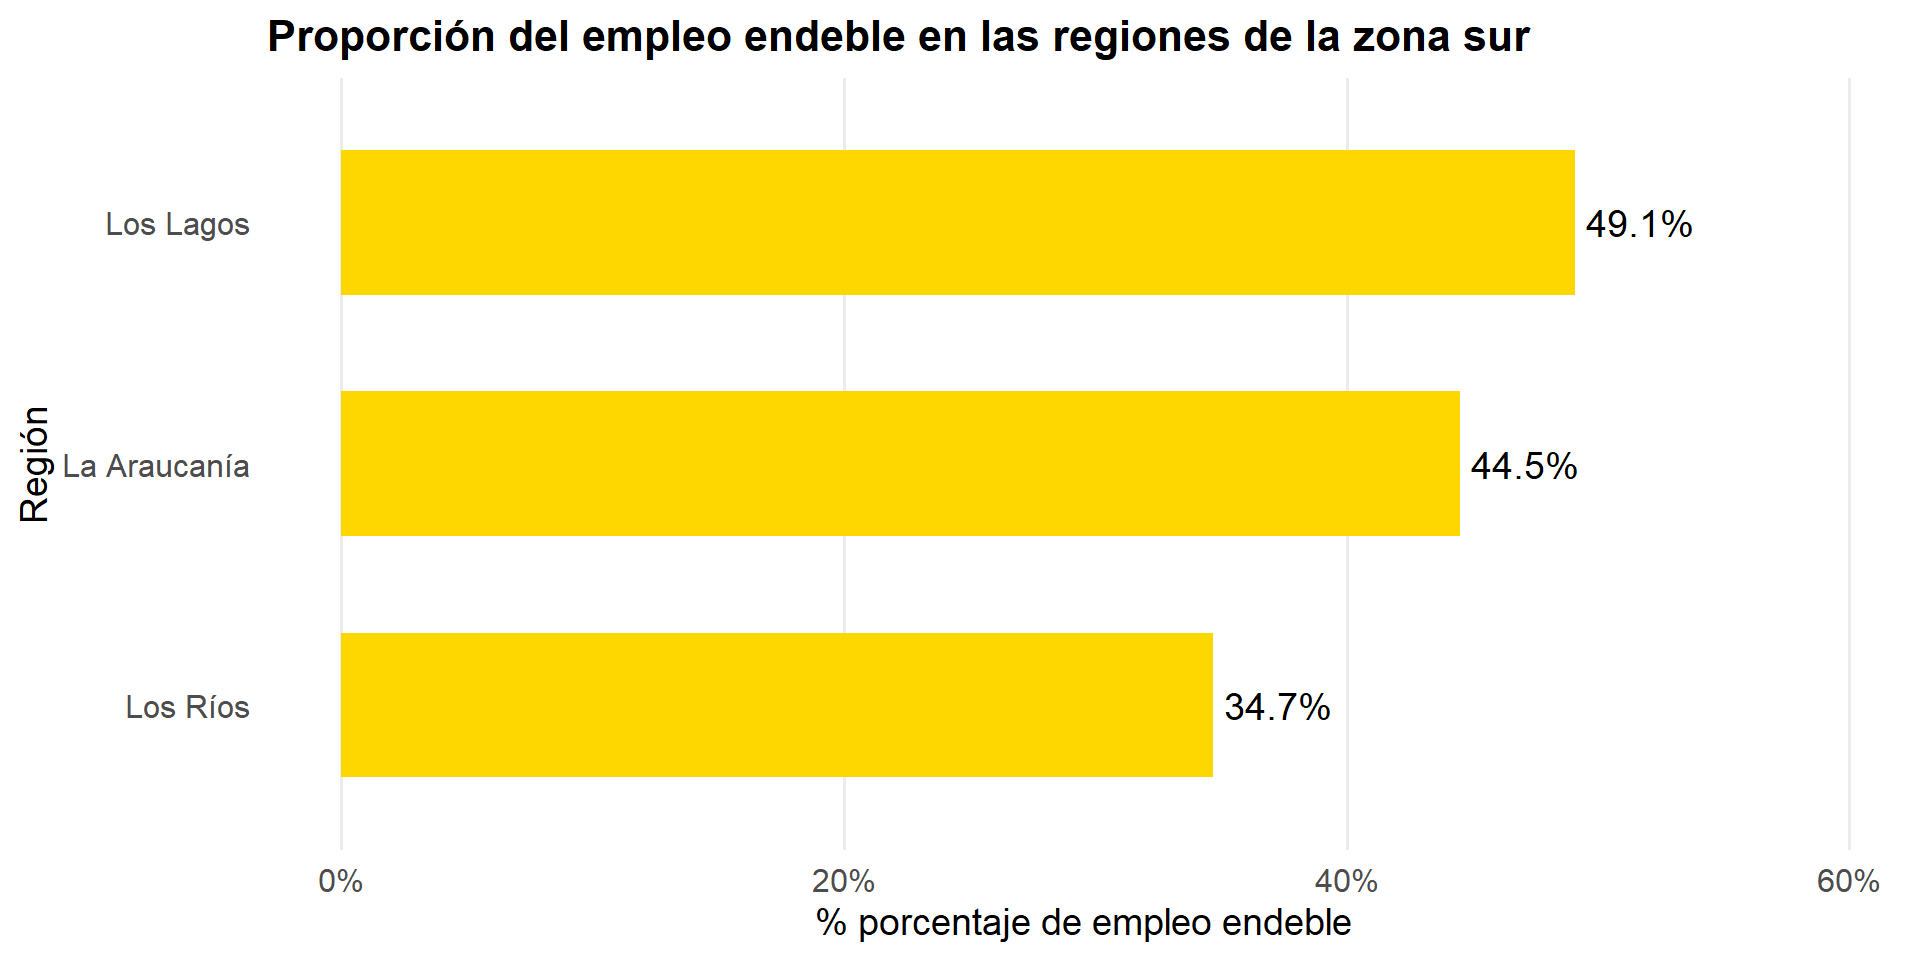 Proporción del empleo endeble en las regiones de la zona sur
Región
Los Lagos
49.1%
La Araucanía
44.5%
Los Ríos
34.7%
0%
20%
40%
60%
% porcentaje de empleo endeble